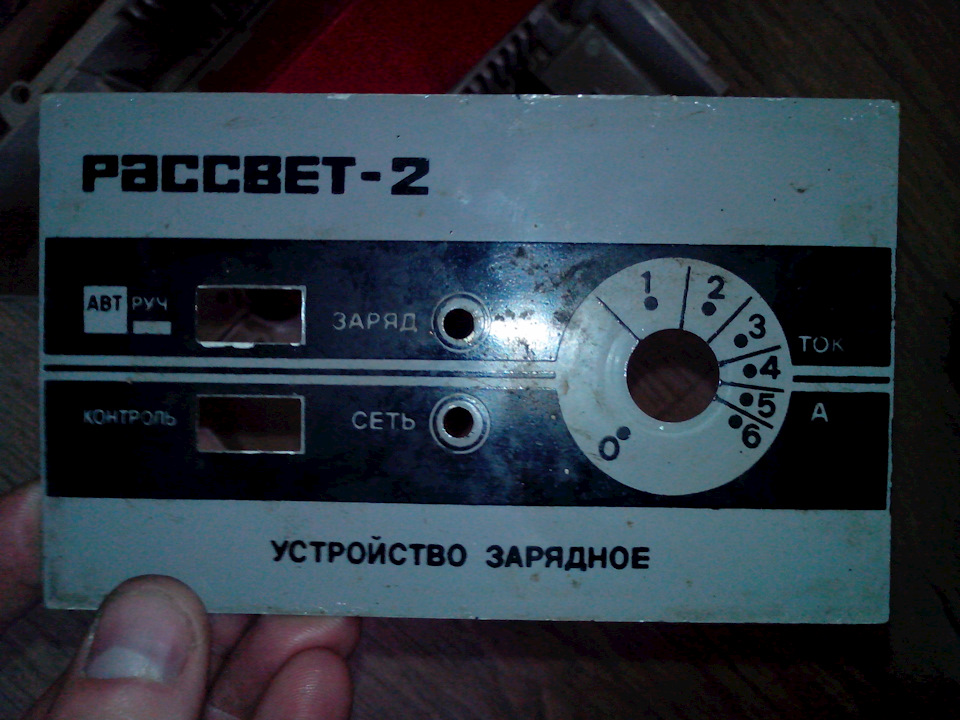 РАССВЕТ-2
АВТ РУЧ
ЗАРЯД
КОНТРОЛЬ
СЕТЬ
0 1 2 3 4 5 6
ТОК
А
УСТРОЙСТВО ЗАРЯДНОЕ